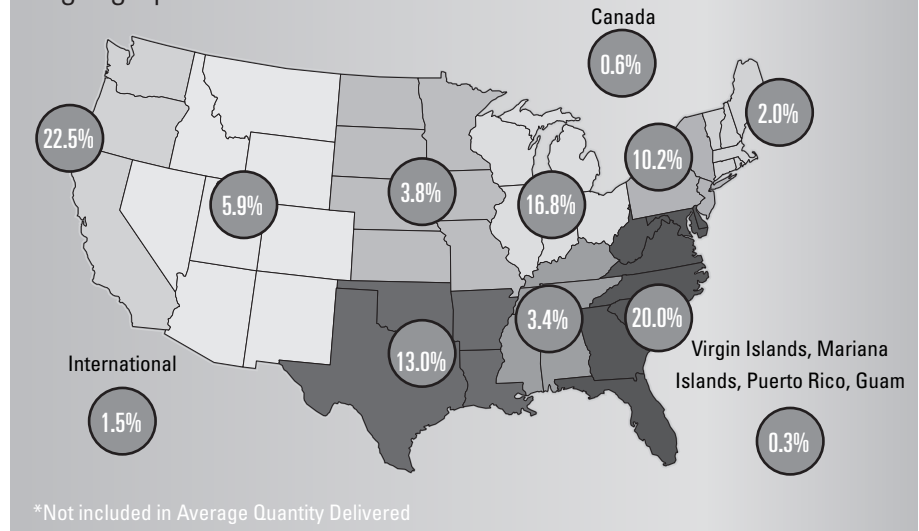 Canada
0.6%
2.0%
22.5%
10.2%
3.8%
5.9%
16.8%
3.4%
20.0%
13.0%
Virgin Islands, Mariana
Islands, Puerto Rico, Guam
International
1.5%
0.3%
*Not included in Average Quantity Delivered